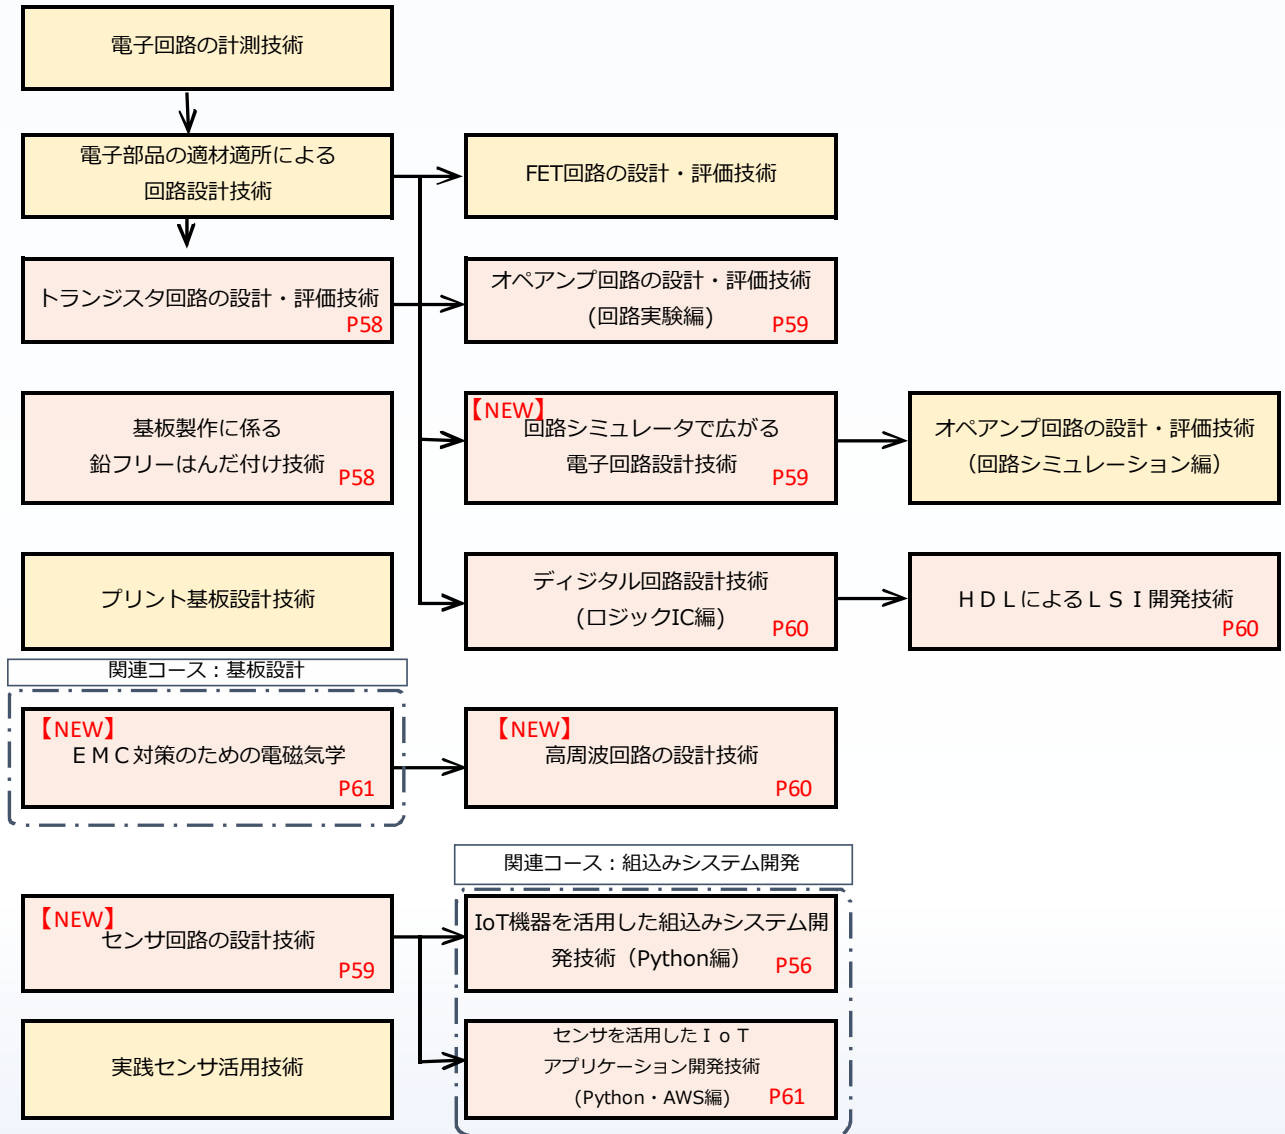 電子回路の計測技術
電子部品の適材適所による
回路設計技術
FET回路の設計・評価技術
トランジスタ回路の設計・評価技術
P58
オペアンプ回路の設計・評価技術
(回路実験編)
P59
基板製作に係る
鉛フリーはんだ付け技術
P58
【NEW】
回路シミュレータで広がる
電子回路設計技術
P59
オペアンプ回路の設計・評価技術
（回路シミュレーション編）
プリント基板設計技術
ディジタル回路設計技術
(ロジックIC編)
P60
ＨＤＬによるＬＳＩ開発技術
P60
関連コース：基板設計
【NEW】
ＥＭＣ対策のための電磁気学
P61
【NEW】
高周波回路の設計技術
P60
関連コース：組込みシステム開発
【NEW】
センサ回路の設計技術
P59
IoT機器を活用した組込みシステム開
発技術（Python編）
P56
実践センサ活用技術
センサを活用したＩｏＴ
アプリケーション開発技術
(Python・AWS編)
P61